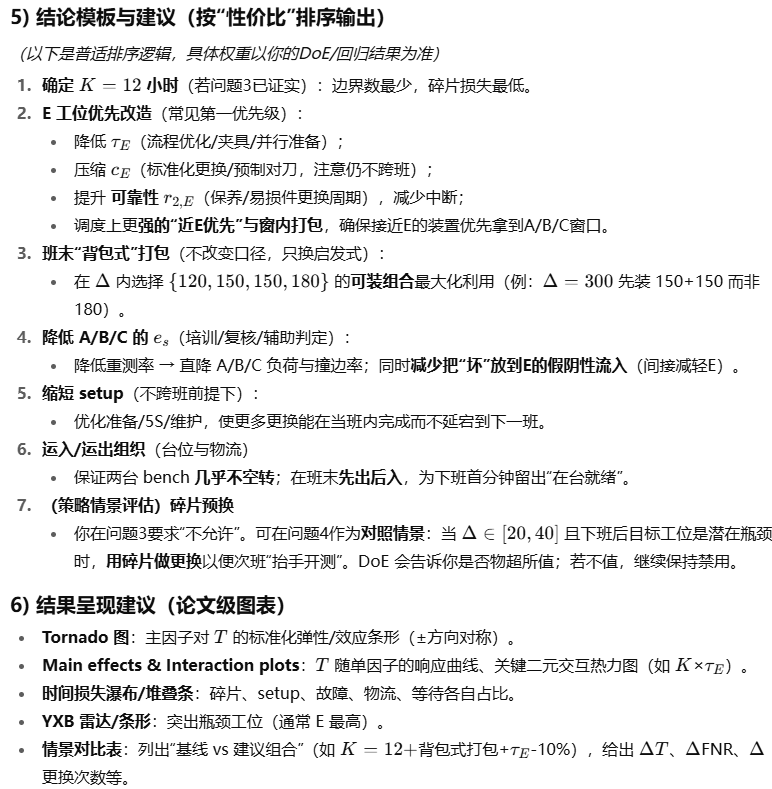 5) 结论模板与建议（按“性价比”排序输出）
（以下是普适排序逻辑，具体权重以你的DoE/回归结果为准）
1. 确定 K = 12 小时（若问题3已证实）：边界数最少，碎片损失最低。
2. E 工位优先改造（常见第一优先级）：
• 降低 τ_E（流程优化/夹具/并行准备）；
• 压缩 c_E（标准化更换/预制对刀，注意仍不跨班）；
• 提升 可靠性 r_{2,E}（保养/易损件更换周期），减少中断；
• 调度上更强的“近E优先”与窗内打包，确保接近E的装置优先拿到A/B/C窗口。
3. 班末“背包式”打包（不改变口径，只换启发式）：
• 在 Δ 内选择 {120, 150, 150, 180} 的可装组合最大化利用（例：Δ = 300 先装 150+150 而非
180）。
4. 降低 A/B/C 的 e_s（培训/复核/辅助判定）：
• 降低重测率 → 直降 A/B/C 负荷与撞边率；同时减少把“坏”放到E的假阴性流入（间接减轻E）。
5. 缩短 setup（不跨班前提下）：
• 优化准备/5S/维护，使更多更换能在当班内完成而不延宕到下一班。
6. 运入/运出组织（台位与物流）
• 保证两台 bench 几乎不空转；在班末先出后入，为下班首分钟留出“在台就绪”。
7. （策略情景评估）碎片预换
• 你在问题3要求“不允许”。可在问题4作为对照情景：当 Δ ∈ [20, 40] 且下班后目标工位是潜在瓶颈
时，用碎片做更换以便次班“抬手开测”。DoE 会告诉你是否物超所值；若不值，继续保持禁用。
6) 结果呈现建议（论文级图表）
• Tornado 图：主因子对 T 的标准化弹性/效应条形（±方向对称）。
• Main effects & Interaction plots：T 随单因子的响应曲线、关键二元交互热力图（如 K×τ_E）。
• 时间损失瀑布/堆叠条：碎片、setup、故障、物流、等待各自占比。
• YXB 雷达/条形：突出瓶颈工位（通常 E 最高）。
• 情景对比表：列出“基线 vs 建议组合”（如 K = 12+背包式打包+τ_E-10%），给出 ΔT、ΔFNR、Δ
更换次数等。